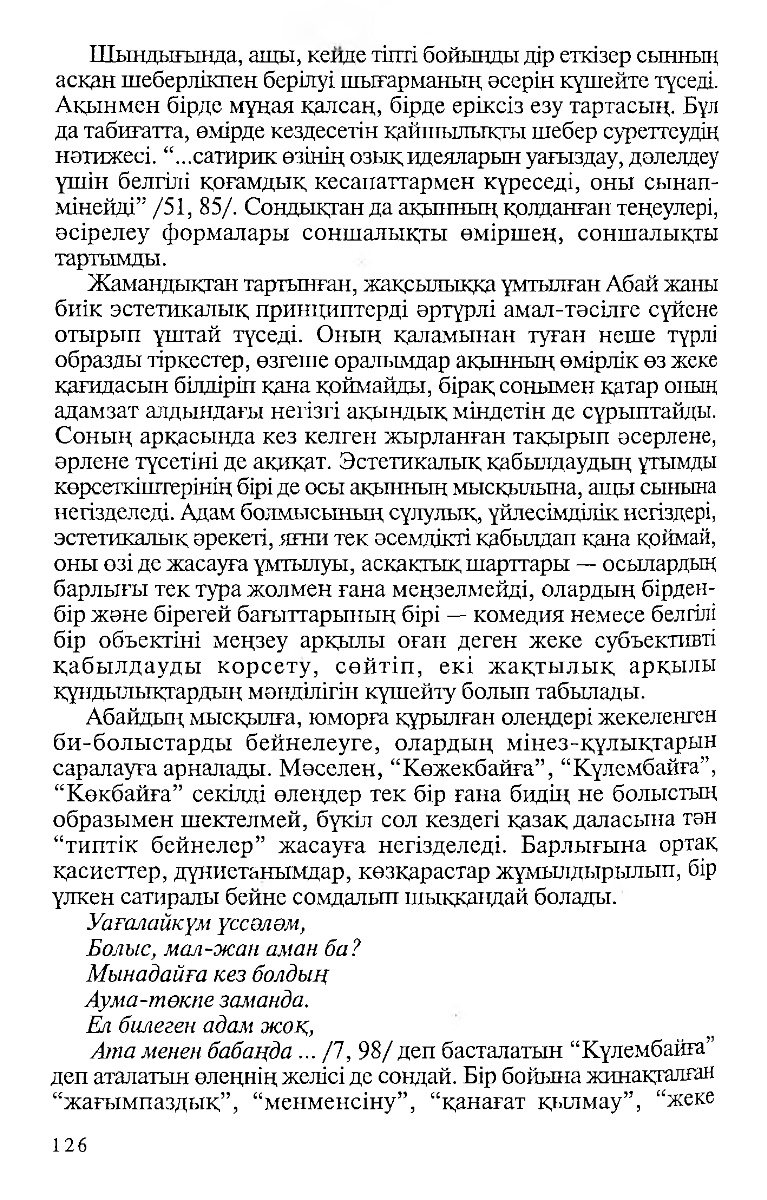 Шындығында, ащы, кейде тіпті бойыңды дір еткізер сынның
асқан шеберлікпен берілуі шығарманың әсерін күшейте түседі.
Ақынмен бірде мұңая қалсаң, бірде еріксіз езу тартасың. Бұл
да табиғатта, өмірде кездесетін қайшылықты шебер суреттеудің
нәтижесі. “...сатирик өзінің озық идеяларын уағыздау, дәлелдеу
үшін белгілі қоғамдық кесапаттармен күреседі, оны сынап-
мінейді” /51, 85/. Сондықтан да ақынның қолданған теңеулері,
әсірелеу формалары соншалықты өміршең, соншалықты
тартымды.
Жамандықтан тартынған, жақсылыққа ұмтылған Абай жаны
биік эстетикалық принциптерді әртүрлі амал-тәсілге сүйене
отырып ұштай түседі. Оның қаламынан туған неше түрлі
образды тіркестер, өзгеше оралымдар ақынның өмірлік өз жеке
қағидасын білдіріп қана қоймайды, бірақ сонымен қатар оның
адамзат алдындағы негізгі ақындық міндетін де сұрыптайды.
Соның арқасында кез келген жырланған тақырып әсерлене,
әрлене түсетіні де ақиқат. Эстетикалық қабылдаудың ұтымды
көрсеткіштерінің бірі де осы ақынның мысқылына, ащы сынына
негізделеді. Адам болмысының сұлулық, үйлесімділік негіздері,
эстетикалық әрекеті, яғни тек әсемдікті қабылдап қана қоймай,
оны өзі де жасауға ұмтылуы, асқақтық шарттары — осылардың
барлығы тек тура жолмен ғана меңзелмейді, олардың бірден-
бір және бірегей бағыттарының бірі — комедия немесе белгілі
бір объектіні меңзеу арқылы оған деген жеке субъективті
қабылдауды корсету, сөйтіп, екі жақтылық арқылы
құндылықтардың мәнділігін күшейту болып табылады.
Абайдың мысқылға, юморға құрылған өлеңдері жекеленген
би-болыстарды бейнелеуге, олардың мінез-құлықтарын
саралауға арналады. Мәселен, “Көжекбайға”, “Күлембайға”,
“Көкбайға” секілді өлеңдер тек бір ғана бидің не болыстың
образымен шектелмей, бүкіл сол кездегі қазақ даласына тән
“типтік бейнелер” жасауға негізделеді. Барлығына ортақ
қасиеттер, дүниетанымдар, көзқарастар жұмылдырылып, бір
үлкен сатиралы бейне сомдалып шыққандай болады.
Уағалайкүм үссәләм,
Болыс, мал-жан аман ба?
Мынадайға кез болдың
Аума-төкпе заманда.
Ел билеген адам жоқ,
Ата менен бабаңда ... /7, 98/ деп басталатын “Күлембайға”
деп аталатын өлеңнің желісі де сондай. Бір бойына жинақталған
“жағымпаздық”, “менменсіну”, “қанағат қылмау”, “жеке
126